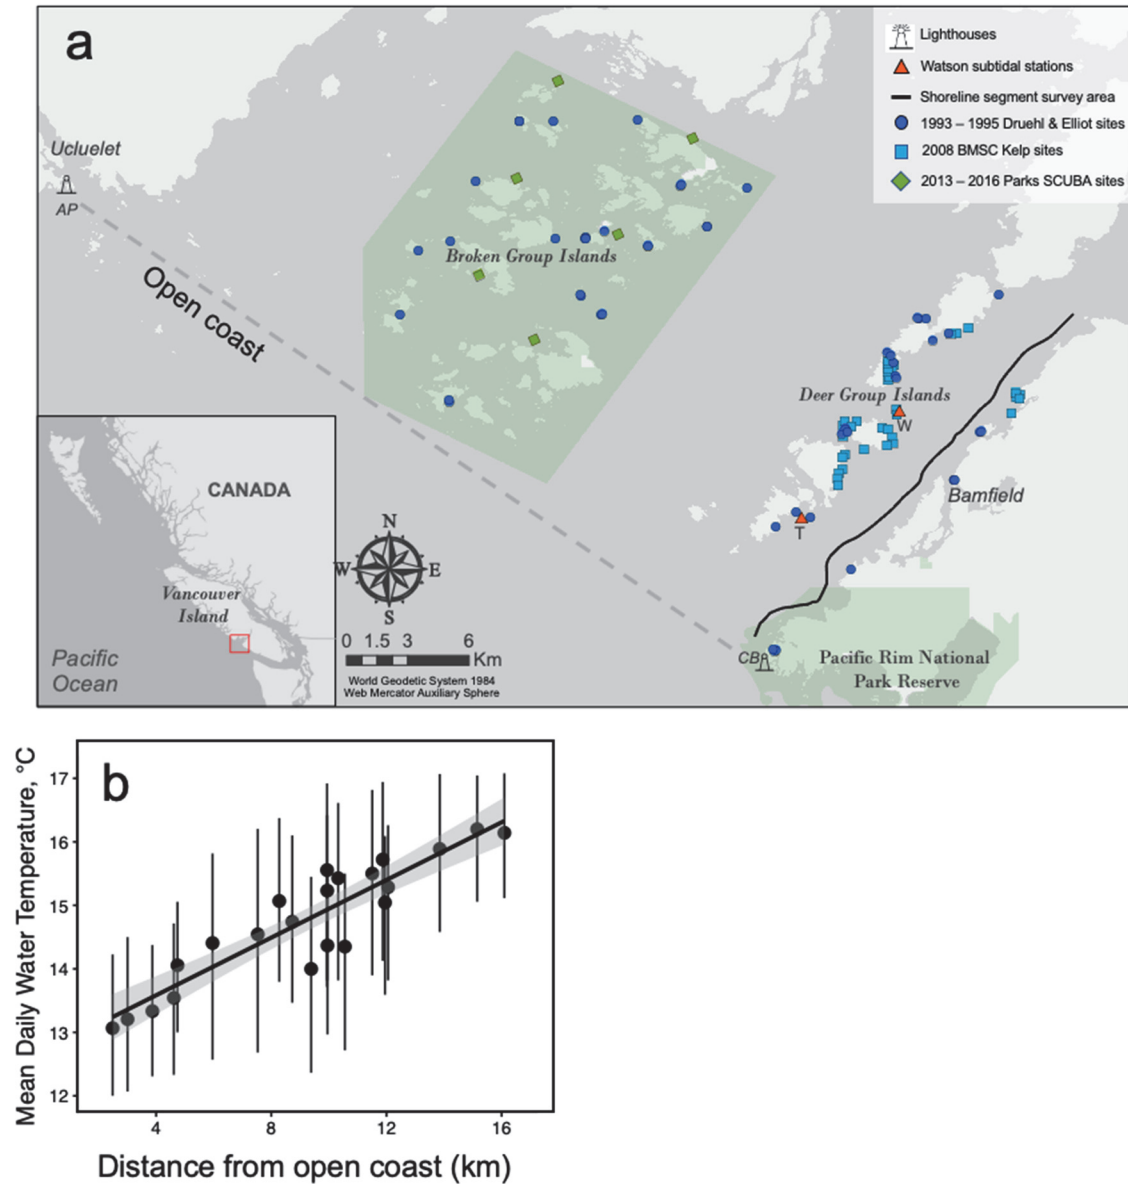 a
Lighthouses
Watson subtidal stations
Shoreline segment survey area
1993 – 1995 Druehl & Elliot sites
2008 BMSC Kelp sites
2013 – 2016 Parks SCUBA sites
Ucluelet
AP
Open coast
Broken Group Islands
Deer Group Islands
W
Bamfield
T
CB
Pacific Rim National
Park Reserve
CANADA
Vancouver
Island
Pacific
Ocean
N
W
E
S
0 1.5 3 6
Km
World Geodetic System 1984
Web Mercator Auxiliary Sphere
b
Mean Daily Water Temperature, °C
17
16
15
14
13
12
4 8 12 16
Distance from open coast (km)